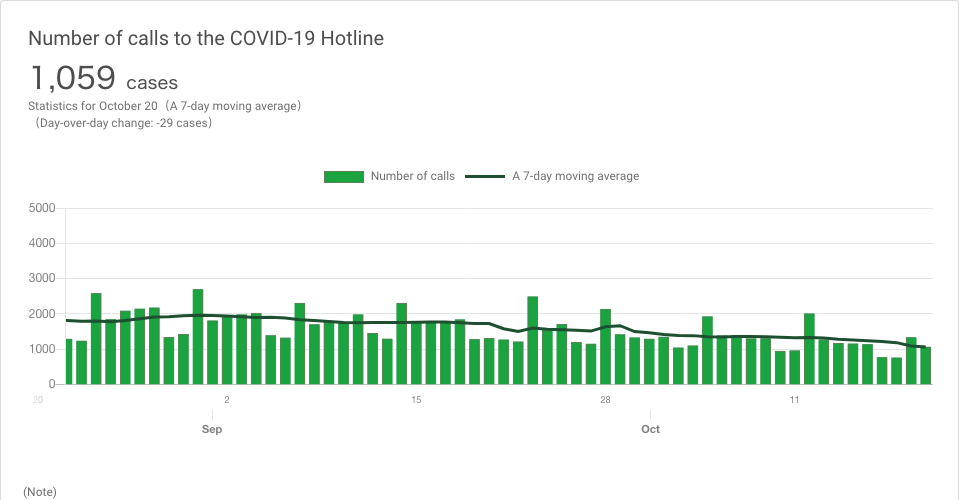 Number of calls to the COVID-19 Hotline
1,059 cases
Statistics for October 20（A 7-day moving average）
（Day-over-day change: -29 cases）
Number of calls A 7-day moving average
5000
4000
3000
2000
1000
0
20 2 15 28 11
Sep Oct
(Note)